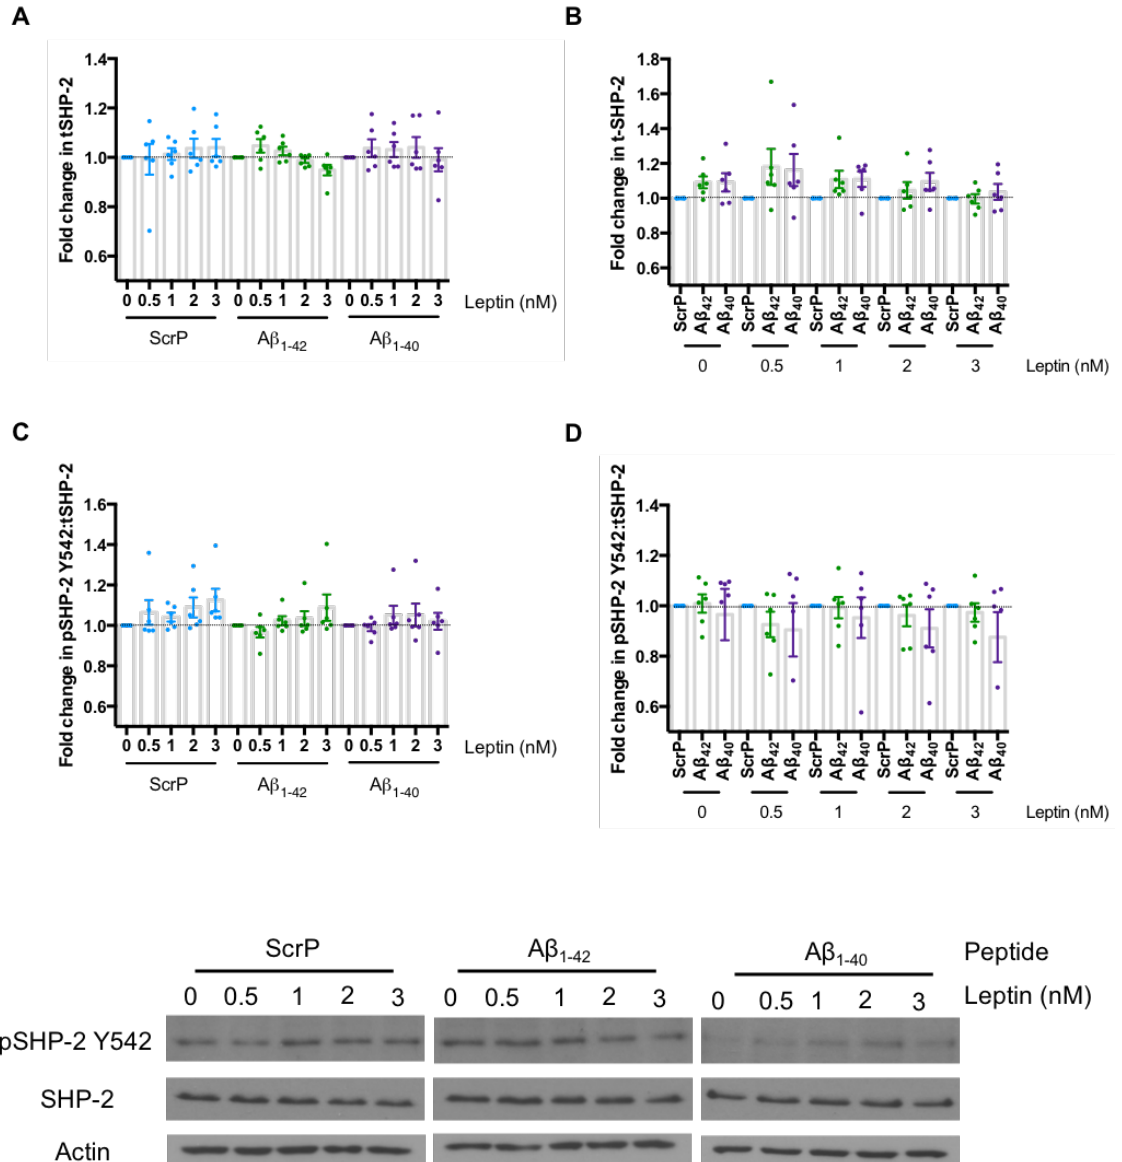 A
Fold change in tSHP-2
1.4
1.2
1.0
0.8
0.6
0 0.5 1 2 3 0 0.5 1 2 3 0 0.5 1 2 3 Leptin (nM)
ScrP Aβ1-42 Aβ1-40
B
Fold change in t-SHP-2
1.8
1.6
1.4
1.2
1.0
0.8
0.6
ScrP Aβ42 Aβ40 ScrP Aβ42 Aβ40 ScrP Aβ42 Aβ40 ScrP Aβ42 Aβ40 ScrP Aβ42 Aβ40
0 0.5 1 2 3 Leptin (nM)
C
Fold change in pSHP-2 Y542:tSHP-2
1.6
1.4
1.2
1.0
0.8
0.6
0 0.5 1 2 3 0 0.5 1 2 3 0 0.5 1 2 3 Leptin (nM)
ScrP Aβ1-42 Aβ1-40
D
Fold change in pSHP-2 Y542:tSHP-2
1.4
1.2
1.0
0.8
0.6
ScrP Aβ42 Aβ40 ScrP Aβ42 Aβ40 ScrP Aβ42 Aβ40 ScrP Aβ42 Aβ40 ScrP Aβ42 Aβ40
0 0.5 1 2 3 Leptin (nM)
ScrP Aβ1-42 Aβ1-40 Peptide
0 0.5 1 2 3 0 0.5 1 2 3 0 0.5 1 2 3 Leptin (nM)
pSHP-2 Y542
SHP-2
Actin